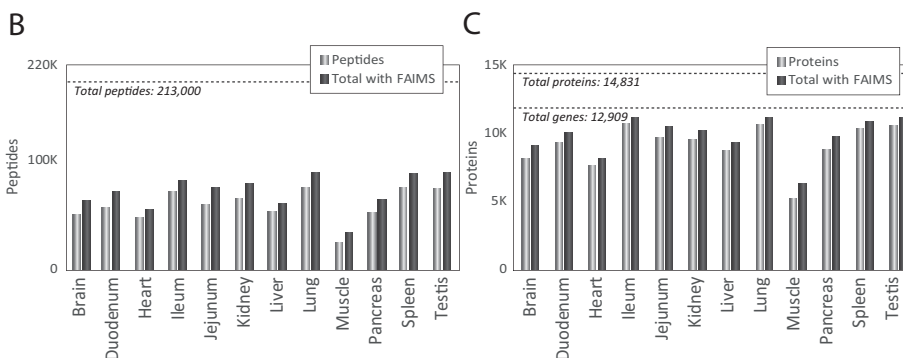 B
220K
Peptides
Total with FAIMS
Total peptides: 213,000
100K
0
Peptides
Brain
Duodenum
Heart
Ileum
Jejunum
Kidney
Liver
Lung
Muscle
Pancreas
Spleen
Testis
C
15K
Proteins
Total with FAIMS
Total proteins: 14,831
Total genes: 12,909
10K
5K
0
Proteins
Brain
Duodenum
Heart
Ileum
Jejunum
Kidney
Liver
Lung
Muscle
Pancreas
Spleen
Testis